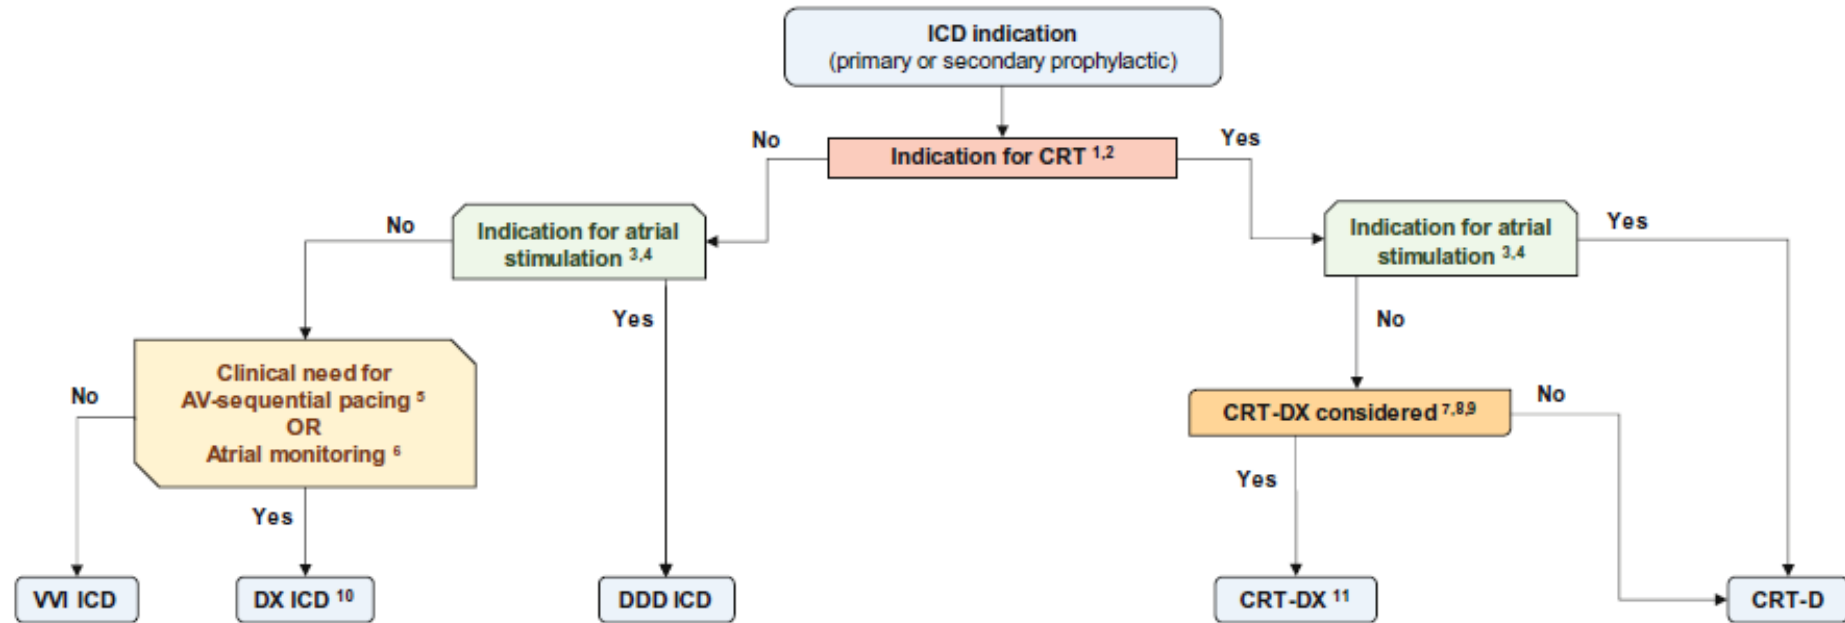 ICD indication
(primary or secondary prophylactic)
No
Yes
Indication for CRT 1,2
No
Indication for atrial
stimulation 3,4
Indication for atrial
stimulation 3,4
Yes
Yes
No
Clinical need for
AV-sequential pacing 5
OR
Atrial monitoring 6
No
CRT-DX considered 7,8,9
No
Yes
Yes
VVI ICD
DX ICD 10
DDD ICD
CRT-DX 11
CRT-D